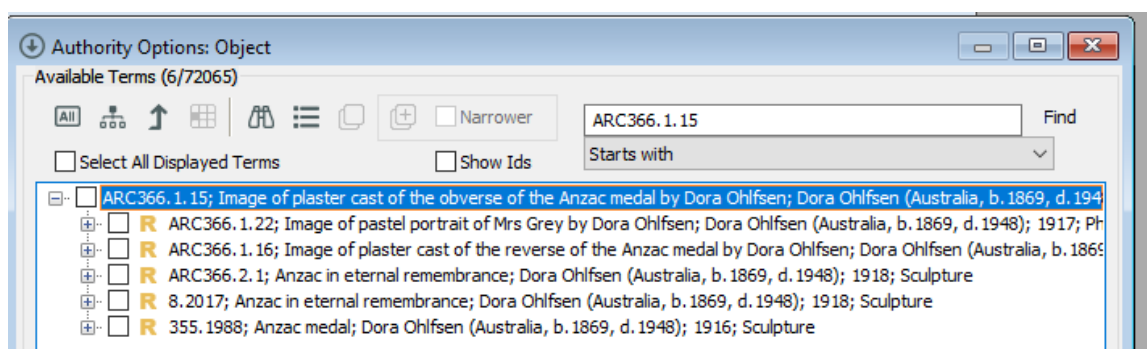 Authority Options: Object
Available Terms (6/72065)
All Narrower ARC366.1.15 Find
Select All Displayed Terms Show Ids Starts with
ARC366.1.15; Image of plaster cast of the obverse of the Anzac medal by Dora Ohlfsen; Dora Ohlfsen (Australia, b.1869, d.194
R ARC366.1.22; Image of pastel portrait of Mrs Grey by Dora Ohlfsen; Dora Ohlfsen (Australia, b.1869, d.1948); 1917; Ph
R ARC366.1.16; Image of plaster cast of the reverse of the Anzac medal by Dora Ohlfsen; Dora Ohlfsen (Australia, b.1869
R ARC366.2.1; Anzac in eternal remembrance; Dora Ohlfsen (Australia, b.1869, d.1948); 1918; Sculpture
R 8.2017; Anzac in eternal remembrance; Dora Ohlfsen (Australia, b.1869, d.1948); 1918; Sculpture
R 355.1988; Anzac medal; Dora Ohlfsen (Australia, b.1869, d.1948); 1916; Sculpture